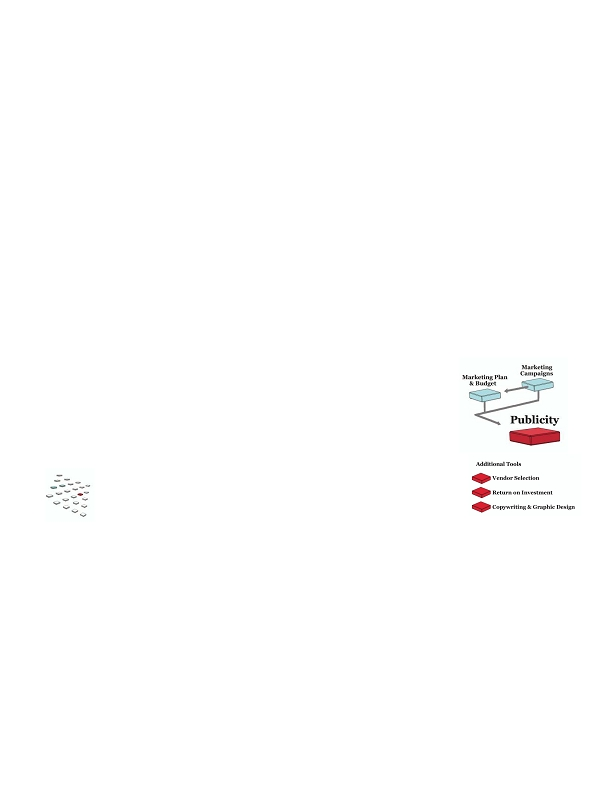 Marketing
Campaigns
Marketing Plan
& Budget
Publicity
Additional Tools
Vendor Selection
Return on Investment
Copywriting & Graphic Design